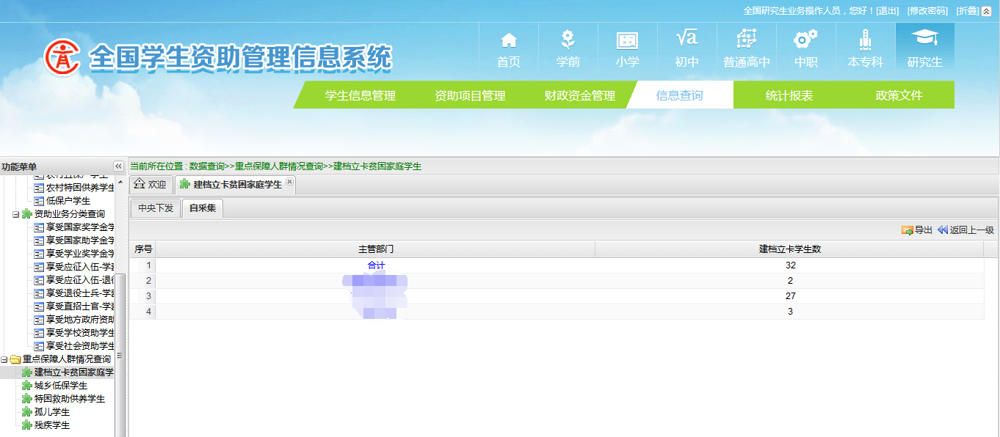 全国研究生业务操作人员，您好！[退出] [修改密码] [折叠]
全国学生资助管理信息系统
首页 学前 小学 初中 普通高中 中职 本专科 研究生
学生信息管理 资助项目管理 财政资金管理 信息查询 统计报表 政策文件
功能菜单
当前所在位置 : 数据查询>>重点保障人群情况查询>>建档立卡贫困家庭学生
欢迎 建档立卡贫困家庭学生
中央下发 自采集
导出 返回上一级
农村特困供养学生
低保户学生
资助业务分类查询
享受国家奖学金学
享受国家助学金学
享受学业奖学金学
享受应征入伍-学费
享受应征入伍-退役
享受退役士兵-学费
享受直招士官-学费
享受地方政府资助
享受学校资助学生
享受社会资助学生
重点保障人群情况查询
建档立卡贫困家庭学
城乡低保学生
特困救助供养学生
孤儿学生
残疾学生
序号 主管部门 建档立卡学生数
1 合计 32
2 2
3 27
4 3